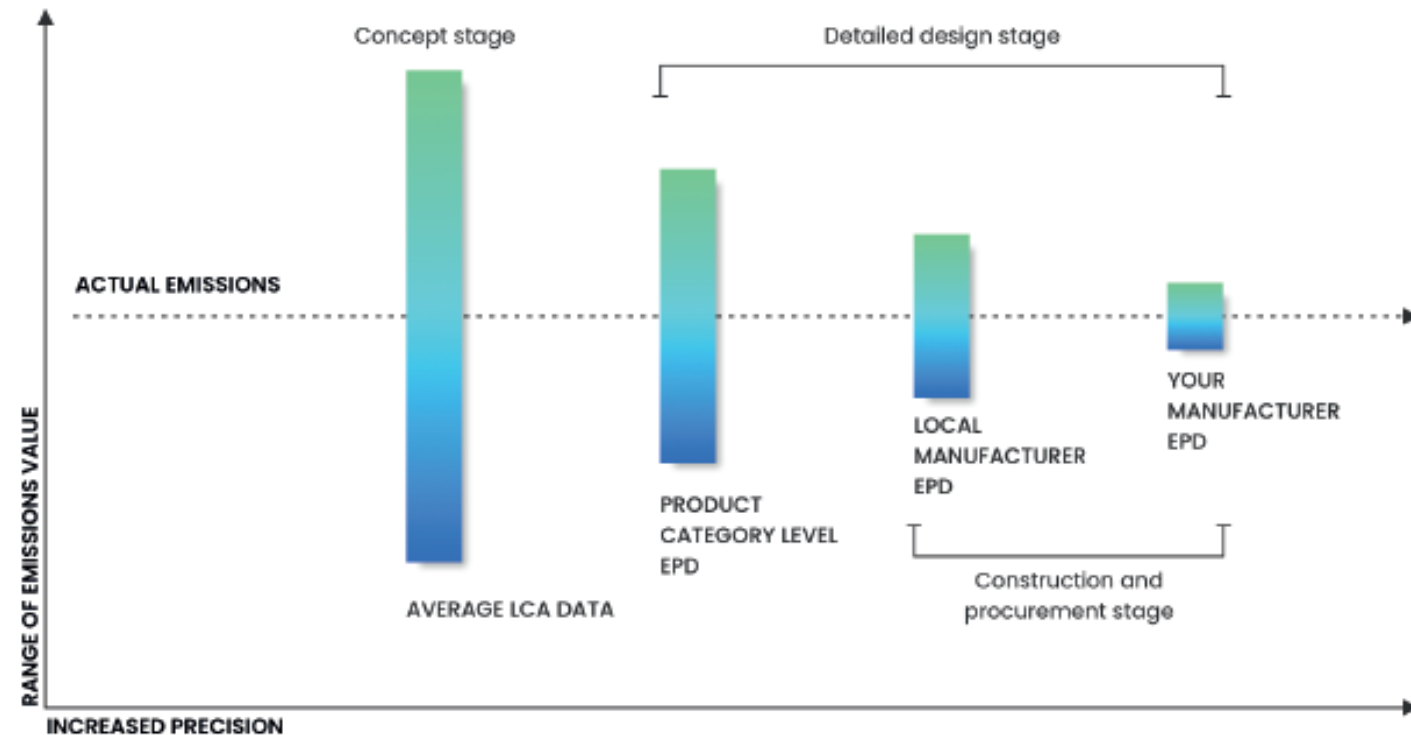 Concept stage
Detailed design stage
ACTUAL EMISSIONS
YOUR
MANUFACTURER
EPD
LOCAL
MANUFACTURER
EPD
PRODUCT
CATEGORY LEVEL
EPD
Construction and
procurement stage
AVERAGE LCA DATA
RANGE OF EMISSIONS VALUE
INCREASED PRECISION